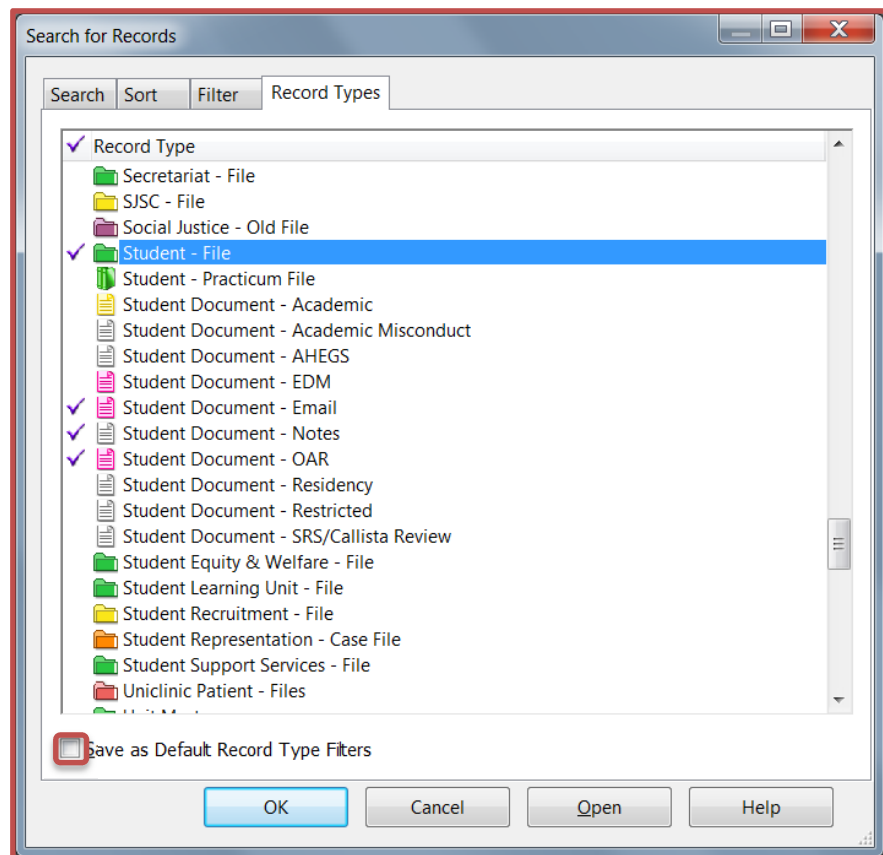 Search for Records
Search Sort Filter Record Types
Record Type
Secretariat - File
SJSC - File
Social Justice - Old File
Student - File
Student - Practicum File
Student Document - Academic
Student Document - Academic Misconduct
Student Document - AHEGS
Student Document - EDM
Student Document - Email
Student Document - Notes
Student Document - OAR
Student Document - Residency
Student Document - Restricted
Student Document - SRS/Callista Review
Student Equity & Welfare - File
Student Learning Unit - File
Student Recruitment - File
Student Representation - Case File
Student Support Services - File
Uniclinic Patient - Files
Save as Default Record Type Filters
OK Cancel Open Help